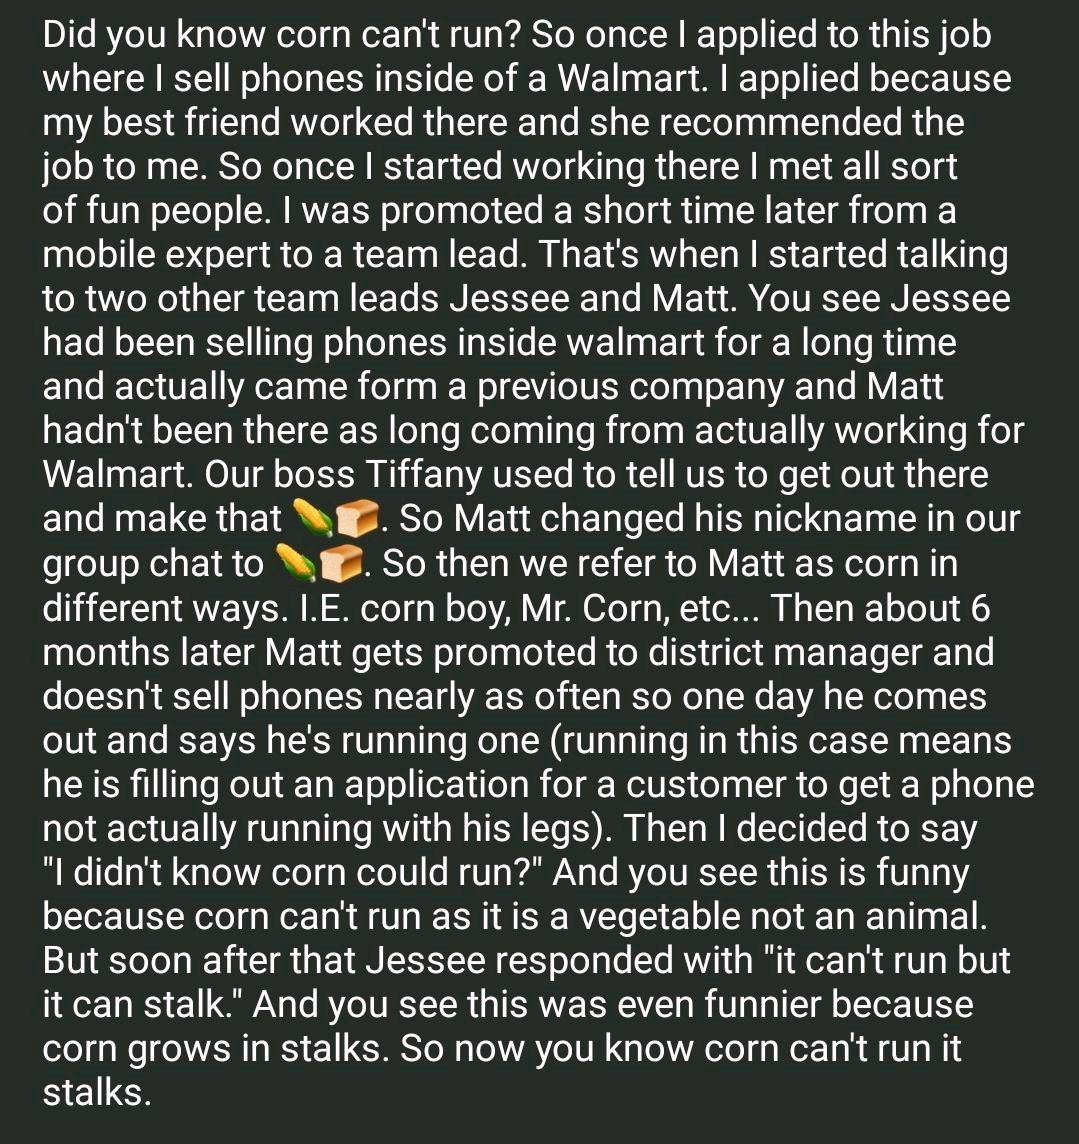 Did you know corn can't run? So once I applied to this job
where I sell phones inside of a Walmart. I applied because
my best friend worked there and she recommended the
job to me. So once I started working there I met all sort
of fun people. I was promoted a short time later from a
mobile expert to a team lead. That's when I started talking
to two other team leads Jessee and Matt. You see Jessee
had been selling phones inside walmart for a long time
and actually came form a previous company and Matt
hadn't been there as long coming from actually working for
Walmart. Our boss Tiffany used to tell us to get out there
and make that 🌽🍞. So Matt changed his nickname in our
group chat to 🌽🍞. So then we refer to Matt as corn in
different ways. I.E. corn boy, Mr. Corn, etc... Then about 6
months later Matt gets promoted to district manager and
doesn't sell phones nearly as often so one day he comes
out and says he's running one (running in this case means
he is filling out an application for a customer to get a phone
not actually running with his legs). Then I decided to say
"I didn't know corn could run?" And you see this is funny
because corn can't run as it is a vegetable not an animal.
But soon after that Jessee responded with "it can't run but
it can stalk." And you see this was even funnier because
corn grows in stalks. So now you know corn can't run it
stalks.